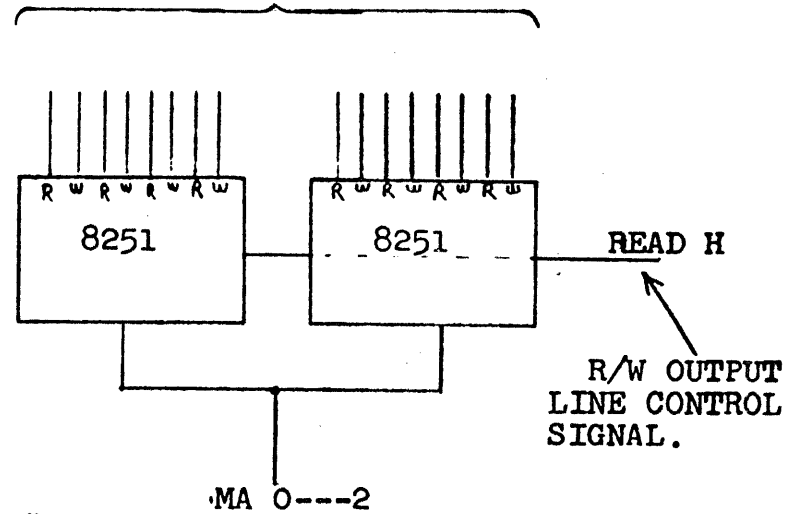 R W R W R W R W
R W R W R W R W
8251
8251
READ H
R/W OUTPUT
LINE CONTROL
SIGNAL.
MA 0---2